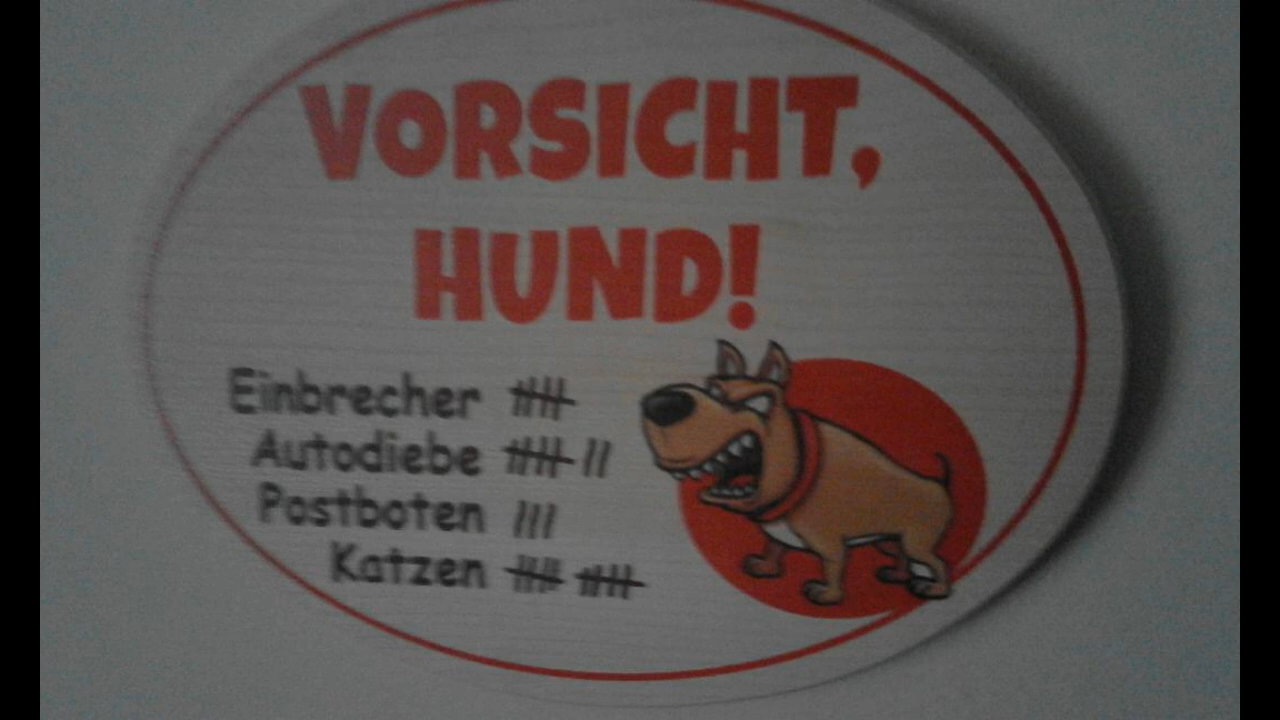 VORSICHT,
HUND!
Einbrecher
Autodiebe
Postboten
Katzen